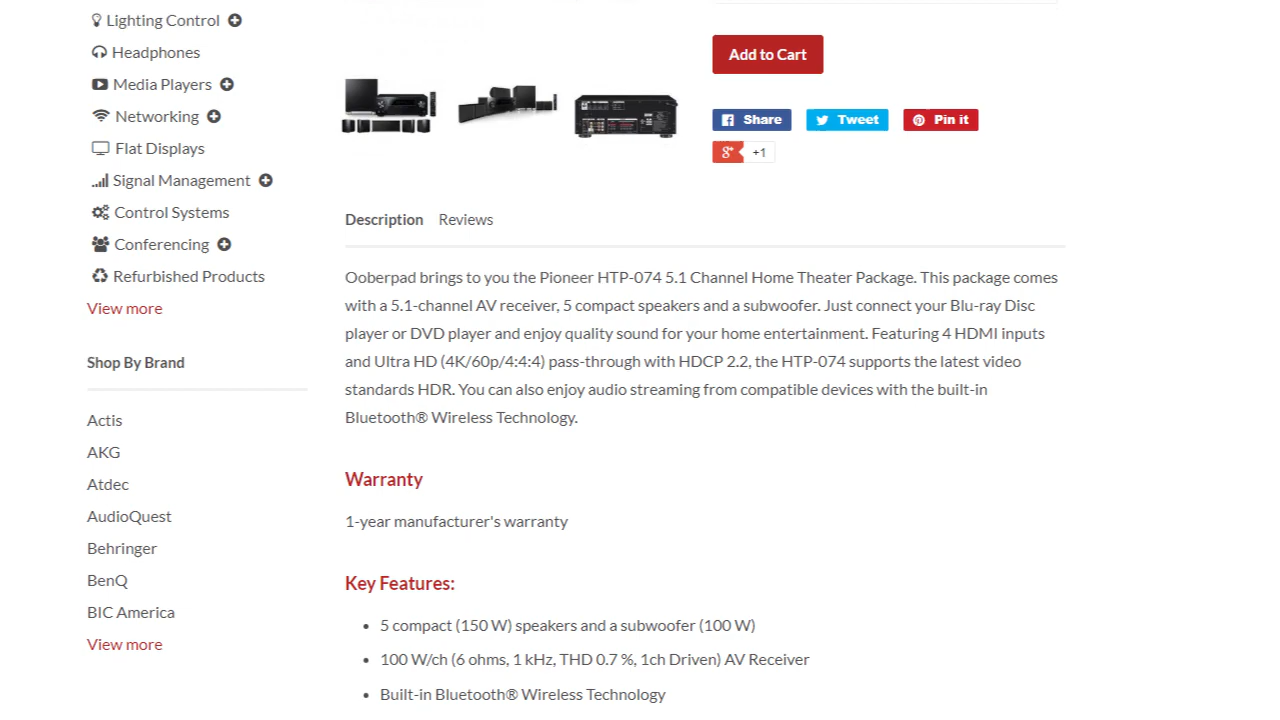 Lighting Control
Headphones
Media Players
Networking
Flat Displays
Signal Management
Control Systems
Conferencing
Refurbished Products
View more
Shop By Brand
Actis
AKG
Atdec
AudioQuest
Behringer
BenQ
BIC America
View more
Add to Cart
Share Tweet Pin it
g+ +1
Description Reviews
Ooberpad brings to you the Pioneer HTP-074 5.1 Channel Home Theater Package. This package comes
with a 5.1-channel AV receiver, 5 compact speakers and a subwoofer. Just connect your Blu-ray Disc
player or DVD player and enjoy quality sound for your home entertainment. Featuring 4 HDMI inputs
and Ultra HD (4K/60p/4:4:4) pass-through with HDCP 2.2, the HTP-074 supports the latest video
standards HDR. You can also enjoy audio streaming from compatible devices with the built-in
Bluetooth® Wireless Technology.
Warranty
1-year manufacturer's warranty
Key Features:
• 5 compact (150 W) speakers and a subwoofer (100 W)
• 100 W/ch (6 ohms, 1 kHz, THD 0.7 %, 1ch Driven) AV Receiver
• Built-in Bluetooth® Wireless Technology